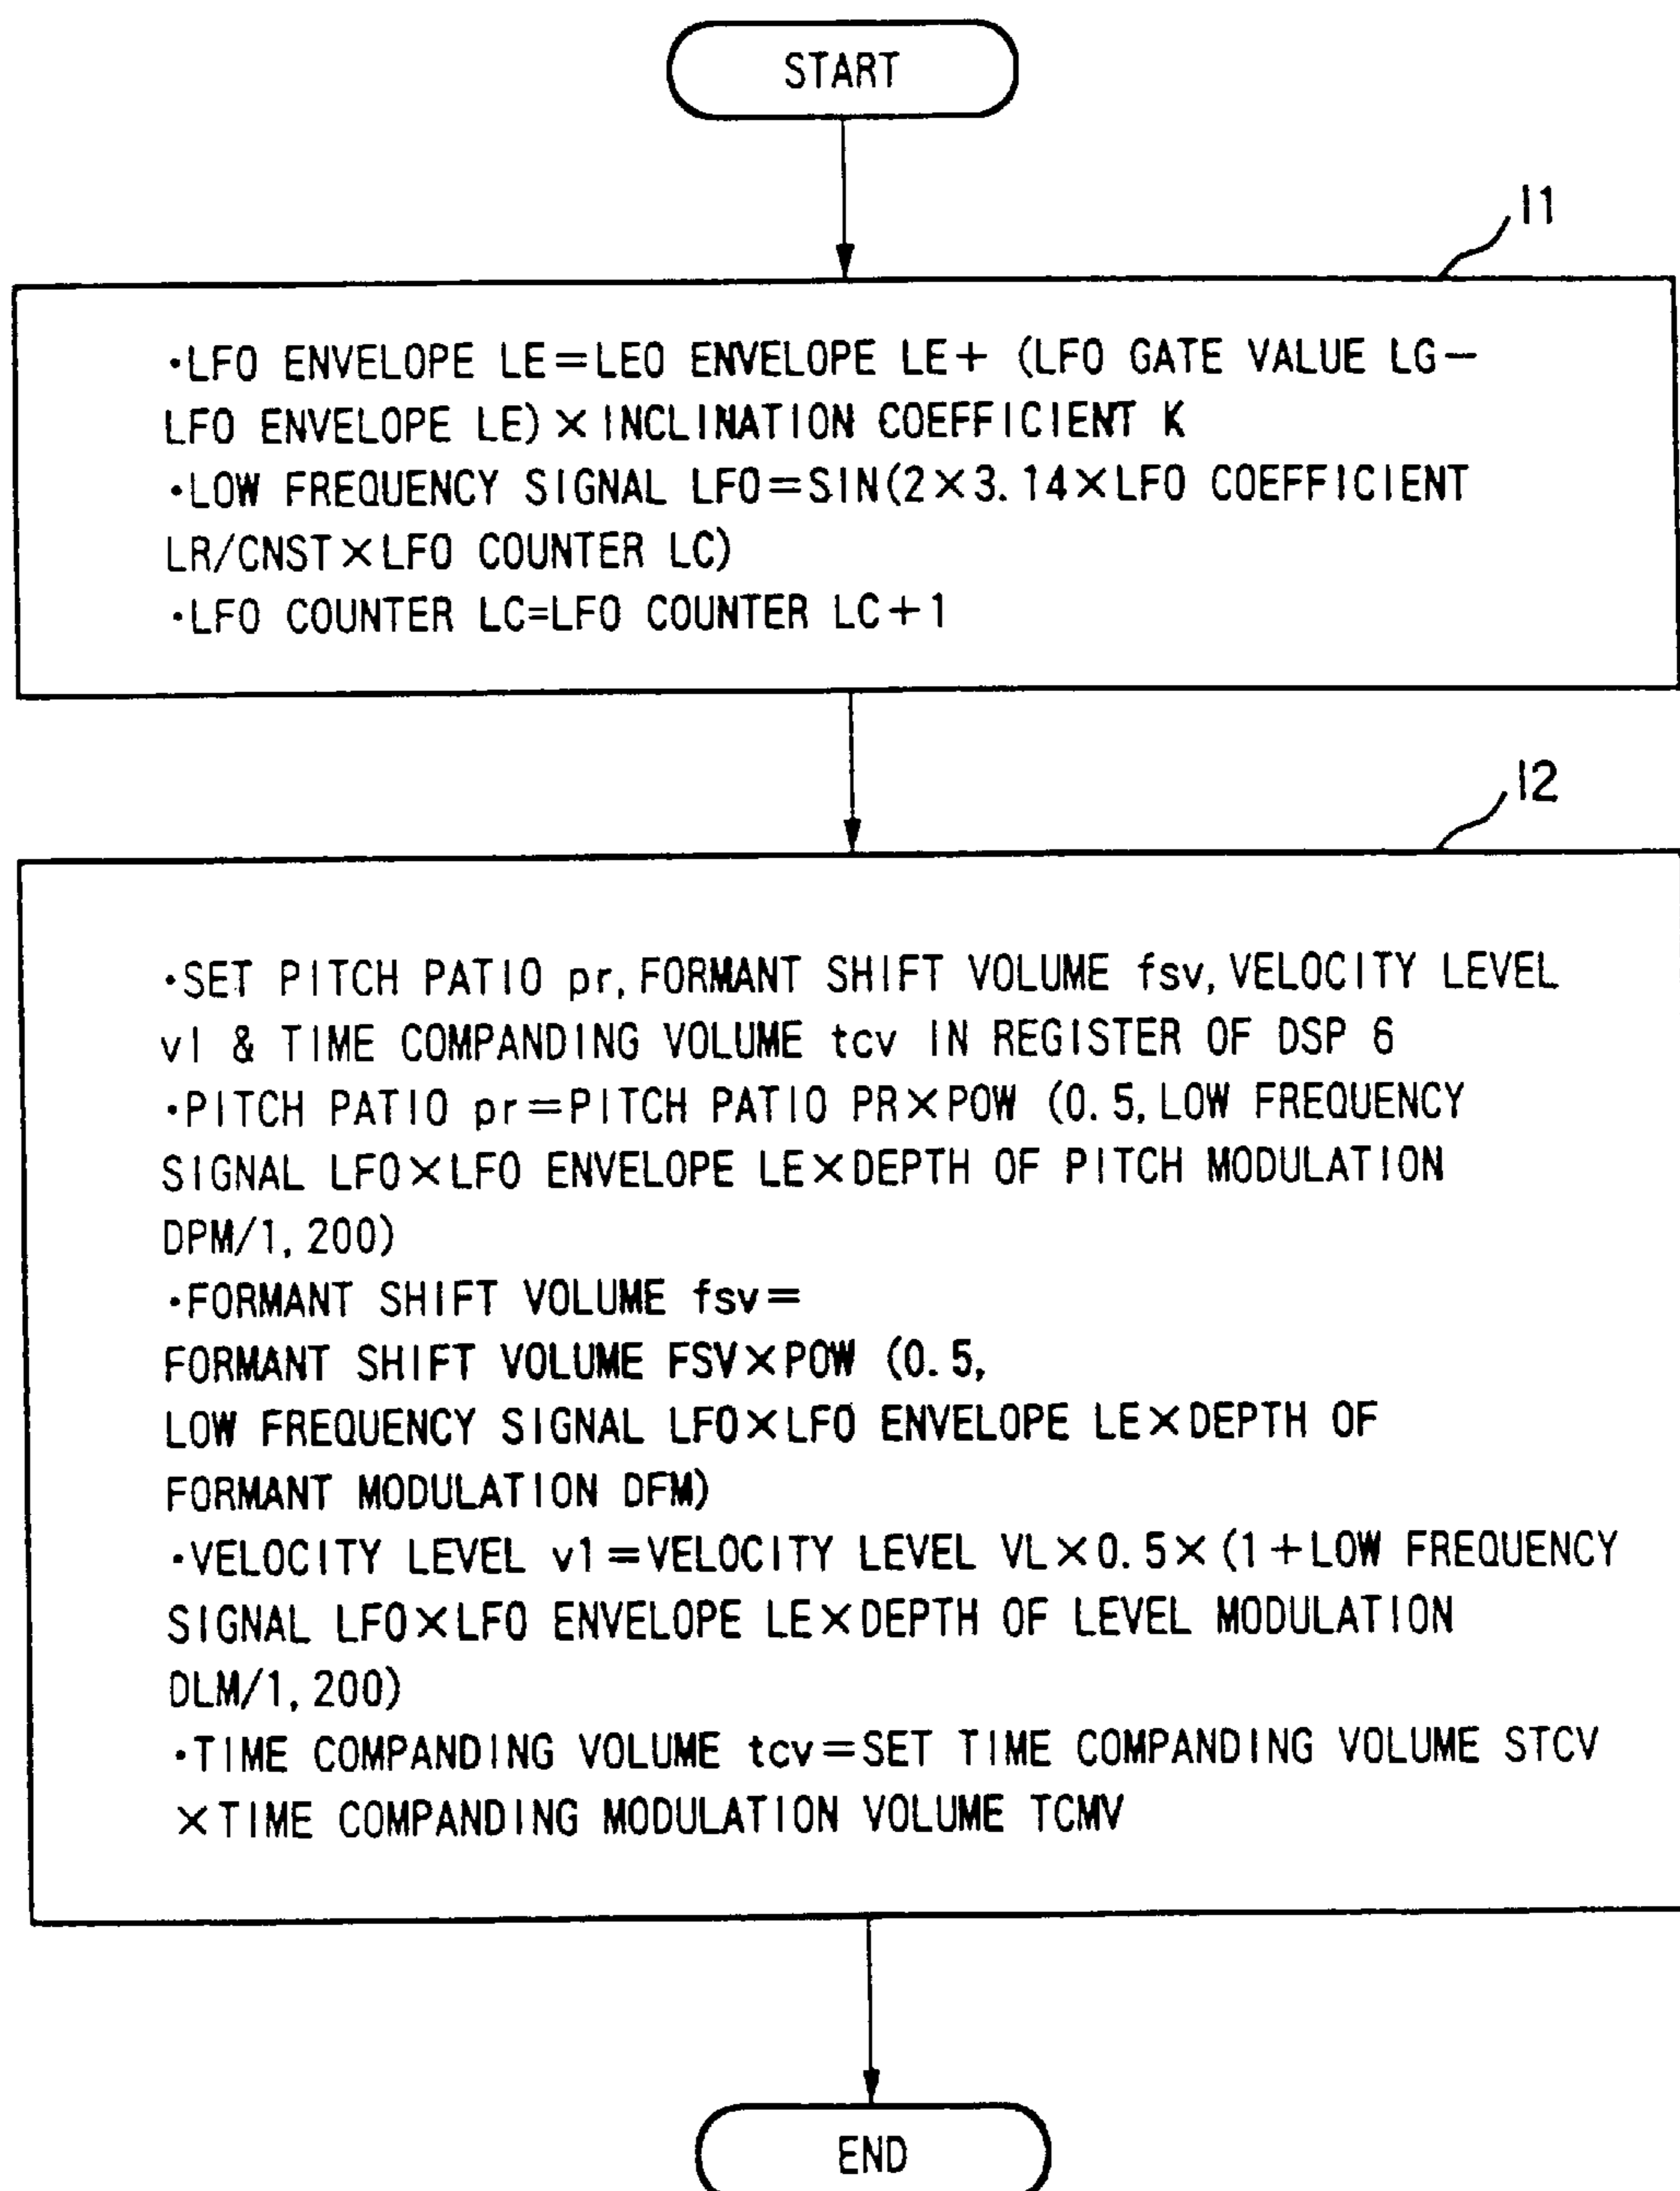 START
I1
·LFO ENVELOPE LE=LEO ENVELOPE LE+ (LFO GATE VALUE LG−
LFO ENVELOPE LE)×INCLINATION COEFFICIENT K
·LOW FREQUENCY SIGNAL LFO=SIN(2×3.14×LFO COEFFICIENT
LR/CNST×LFO COUNTER LC)
·LFO COUNTER LC=LFO COUNTER LC+1
I2
·SET PITCH PATIO pr, FORMANT SHIFT VOLUME fsv, VELOCITY LEVEL
vl & TIME COMPANDING VOLUME tcv IN REGISTER OF DSP 6
·PITCH PATIO pr=PITCH PATIO PR×POW (0.5, LOW FREQUENCY
SIGNAL LFO×LFO ENVELOPE LE×DEPTH OF PITCH MODULATION
DPM/1,200)
·FORMANT SHIFT VOLUME fsv=
FORMANT SHIFT VOLUME FSV×POW (0.5,
LOW FREQUENCY SIGNAL LFO×LFO ENVELOPE LE×DEPTH OF
FORMANT MODULATION DFM)
·VELOCITY LEVEL v1=VELOCITY LEVEL VL×0.5×(1+LOW FREQUENCY
SIGNAL LFO×LFO ENVELOPE LE×DEPTH OF LEVEL MODULATION
DLM/1,200)
·TIME COMPANDING VOLUME tcv=SET TIME COMPANDING VOLUME STCV
×TIME COMPANDING MODULATION VOLUME TCMV
END